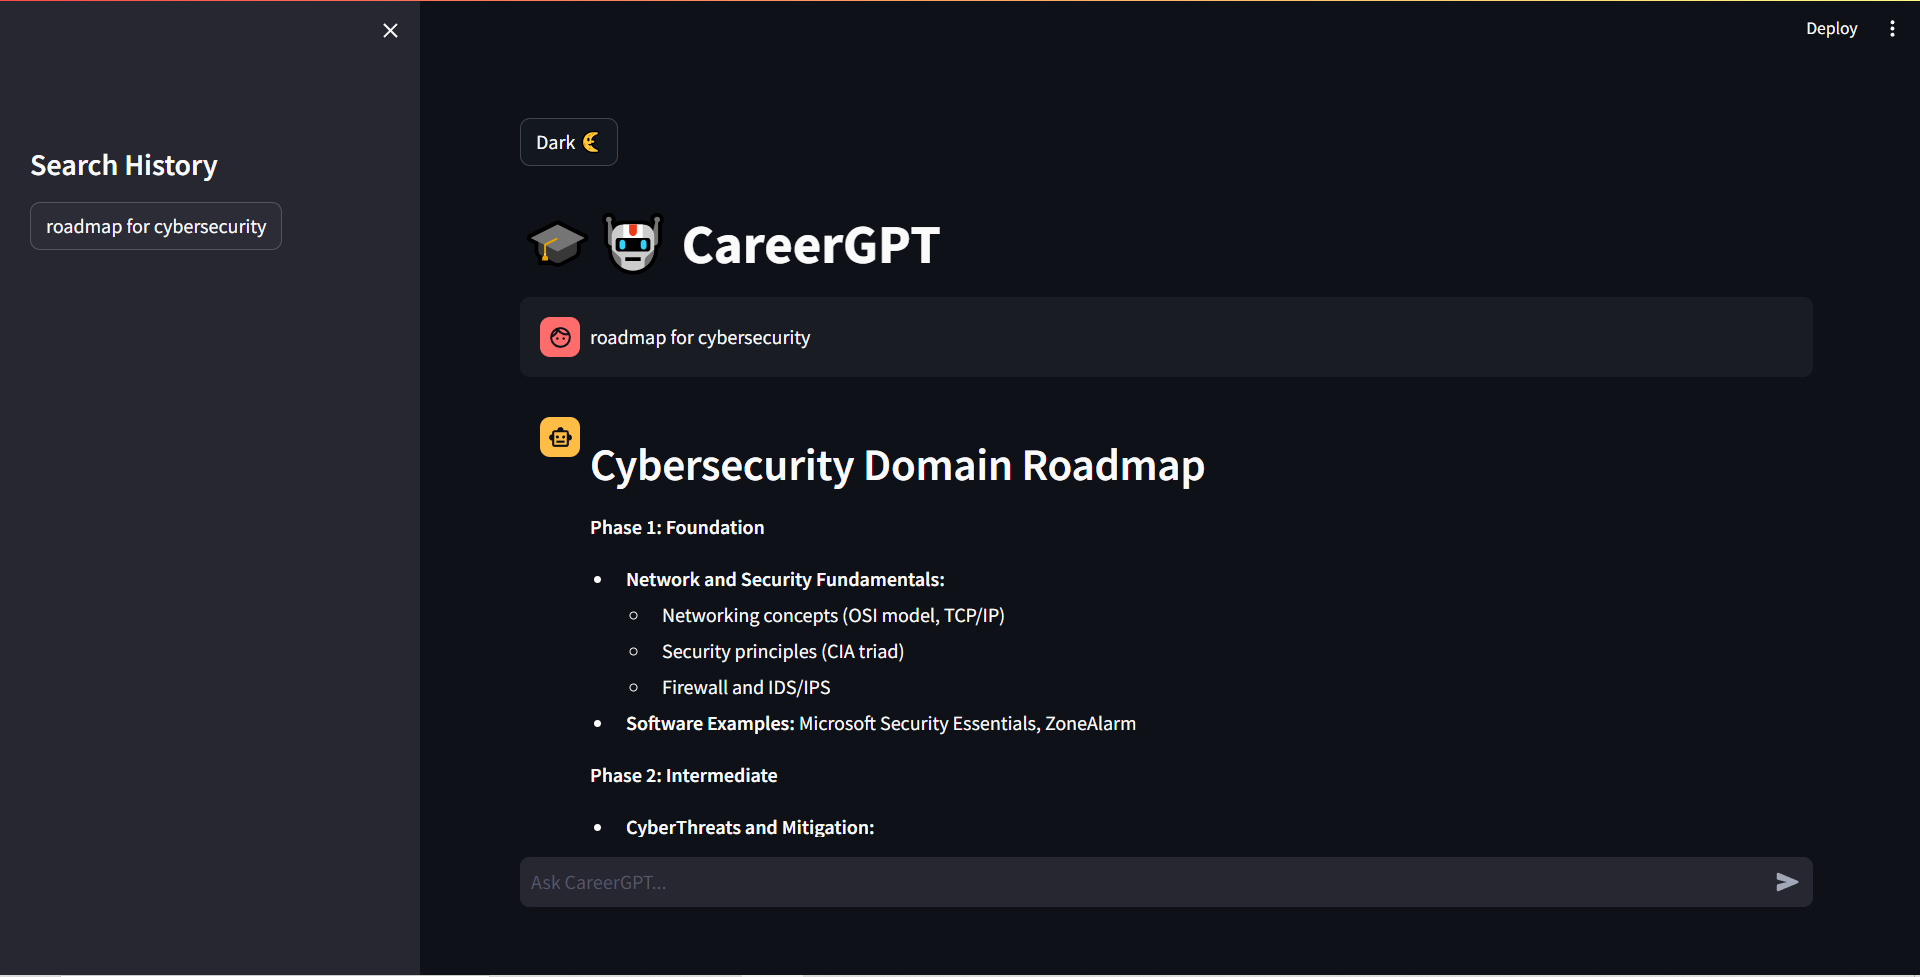 Deploy
Search History
roadmap for cybersecurity
Dark
CareerGPT
roadmap for cybersecurity
Cybersecurity Domain Roadmap
Phase 1: Foundation
Network and Security Fundamentals:
Networking concepts (OSI model, TCP/IP)
Security principles (CIA triad)
Firewall and IDS/IPS
Software Examples: Microsoft Security Essentials, ZoneAlarm
Phase 2: Intermediate
CyberThreats and Mitigation:
Ask CareerGPT...